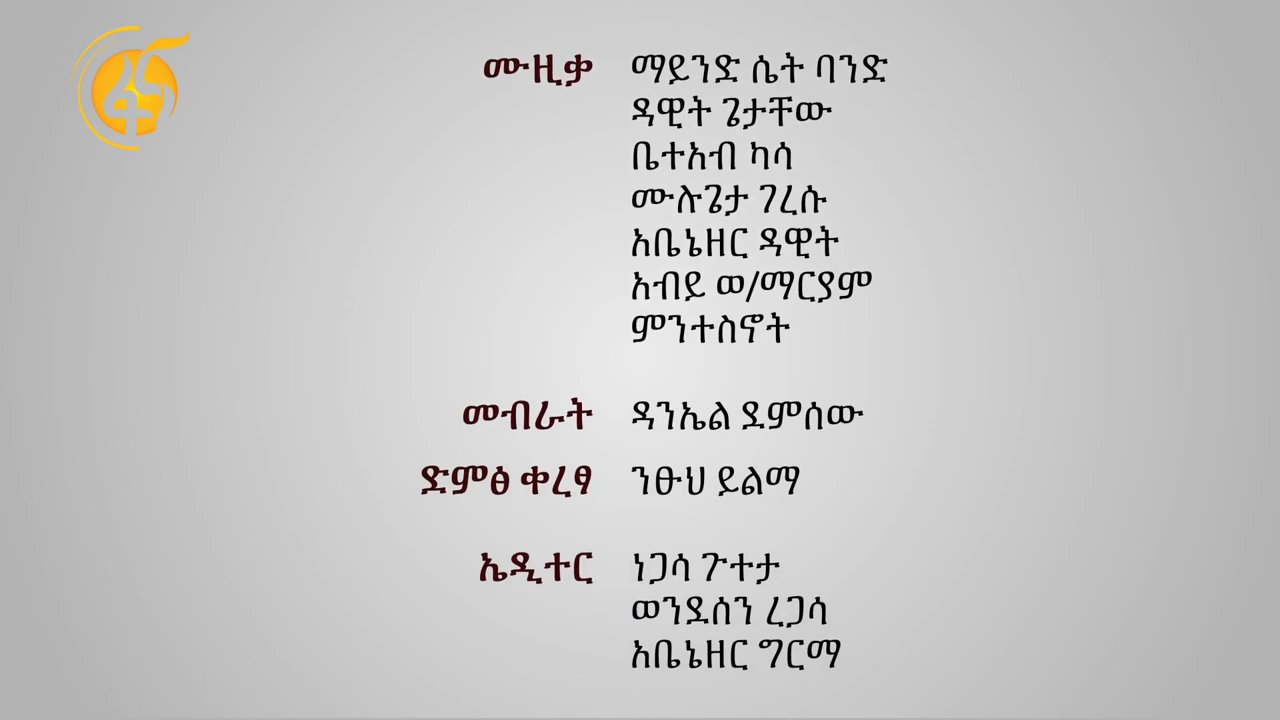 ፋና
ሙዚቃ ማይንድ ሴት ባንድ
ዳዊት ጌታቸው
ቤተአብ ካሳ
ሙሉጌታ ገረሱ
አቤኔዘር ዳዊት
አብይ ወ/ማርያም
ምንተስኖት
መብራት ዳንኤል ደምሰው
ድምፅ ቀረፃ ንፁህ ይልማ
ኤዲተር ነጋሳ ጉተታ
ወንደሰን ረጋሳ
አቤኔዘር ግርማ